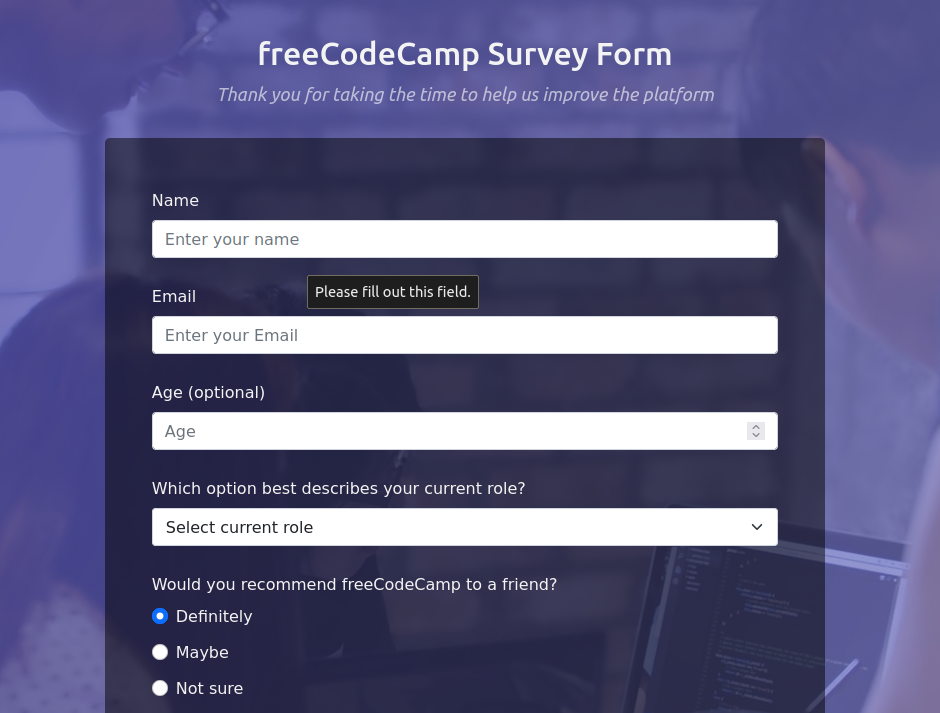 freeCodeCamp Survey Form
Thank you for taking the time to help us improve the platform
Name
Enter your name
Please fill out this field.
Email
Enter your Email
Age (optional)
Age
Which option best describes your current role?
Select current role
Would you recommend freeCodeCamp to a friend?
Definitely
Maybe
Not sure